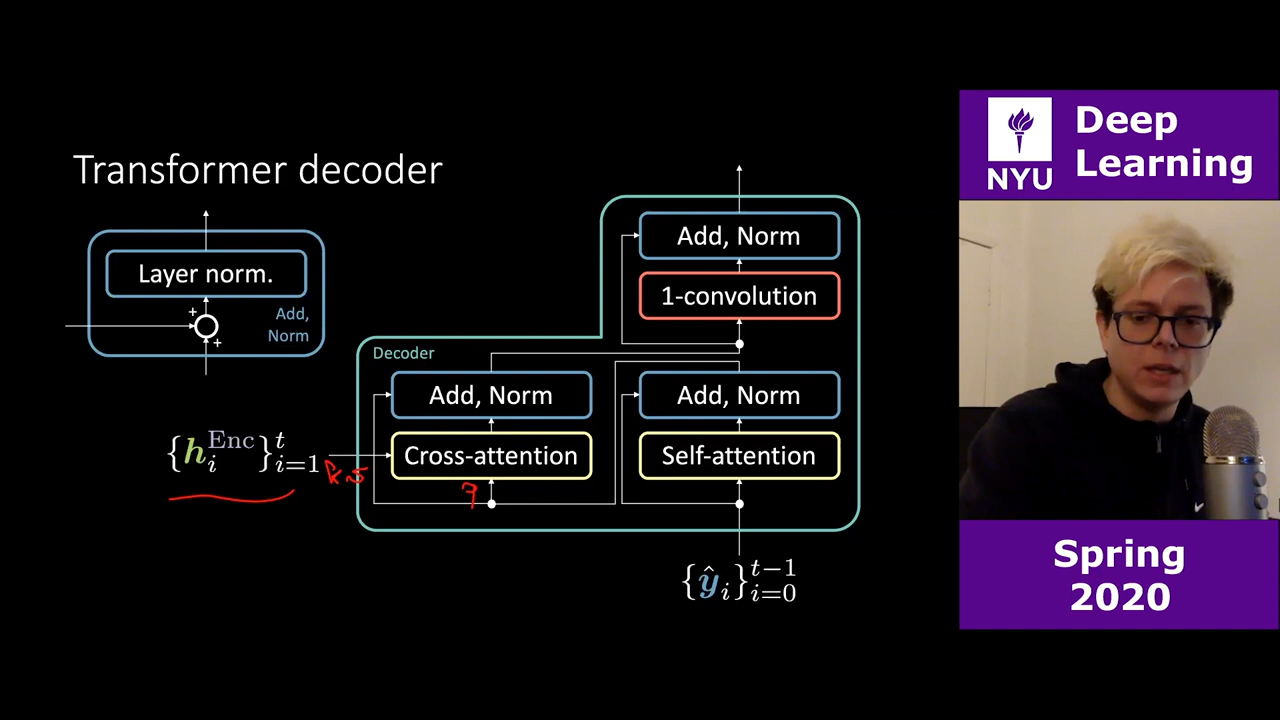 Transformer decoder
Layer norm.
+
+
Add,
Norm
Decoder
Add, Norm
1-convolution
Add, Norm
Add, Norm
Cross-attention
Self-attention
{h_i^Enc}_{i=1}^t
{ŷ_i}_{i=0}^{t−1}
NYU
Deep
Learning
Spring
2020